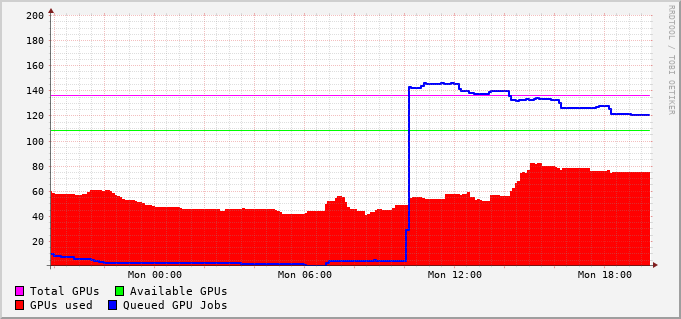 200
180
160
140
120
100
80
60
40
20
Mon 00:00 Mon 06:00 Mon 12:00 Mon 18:00
Total GPUs Available GPUs
GPUs used Queued GPU Jobs
RRDTOOL / TOBI OETIKER